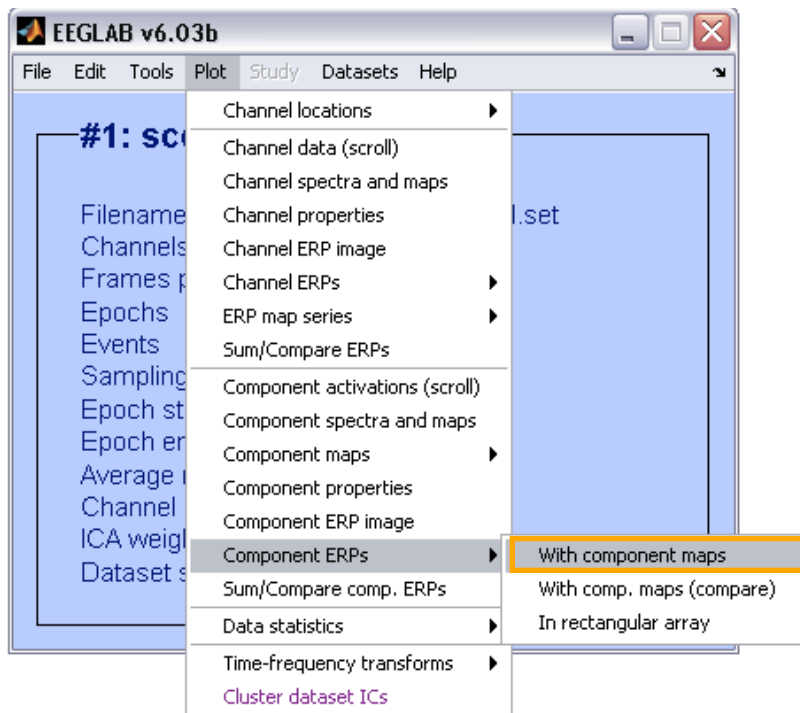 EEGLAB v6.03b
File Edit Tools Plot Study Datasets Help
#1:
Channel locations
Channel data (scroll)
Channel spectra and maps
Filename Channel properties .set
Channels Channel ERP image
Frames Channel ERPs
Epochs ERP map series
Events Sum/Compare ERPs
Sampling Component activations (scroll)
Epoch Component spectra and maps
Epoch Component maps
Average Component properties
Channel Component ERP image
ICA Component ERPs With component maps
Dataset Sum/Compare comp. ERPs With comp. maps (compare)
Data statistics In rectangular array
Time-frequency transforms
Cluster dataset ICs